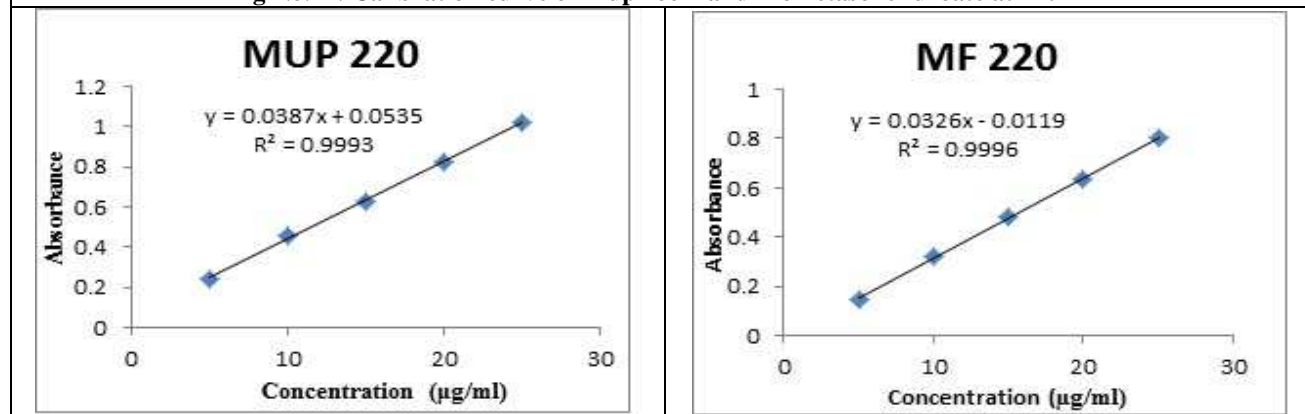 MUP 220
1.2
y = 0.0387x + 0.0535
R² = 0.9993
1
0.8
0.6
0.4
0.2
0
0
10
20
30
Absorbance
Concentration (µg/ml)
MF 220
1
y = 0.0326x - 0.0119
R² = 0.9996
0.8
0.6
0.4
0.2
0
0
10
20
30
Absorbance
Concentration (µg/ml)